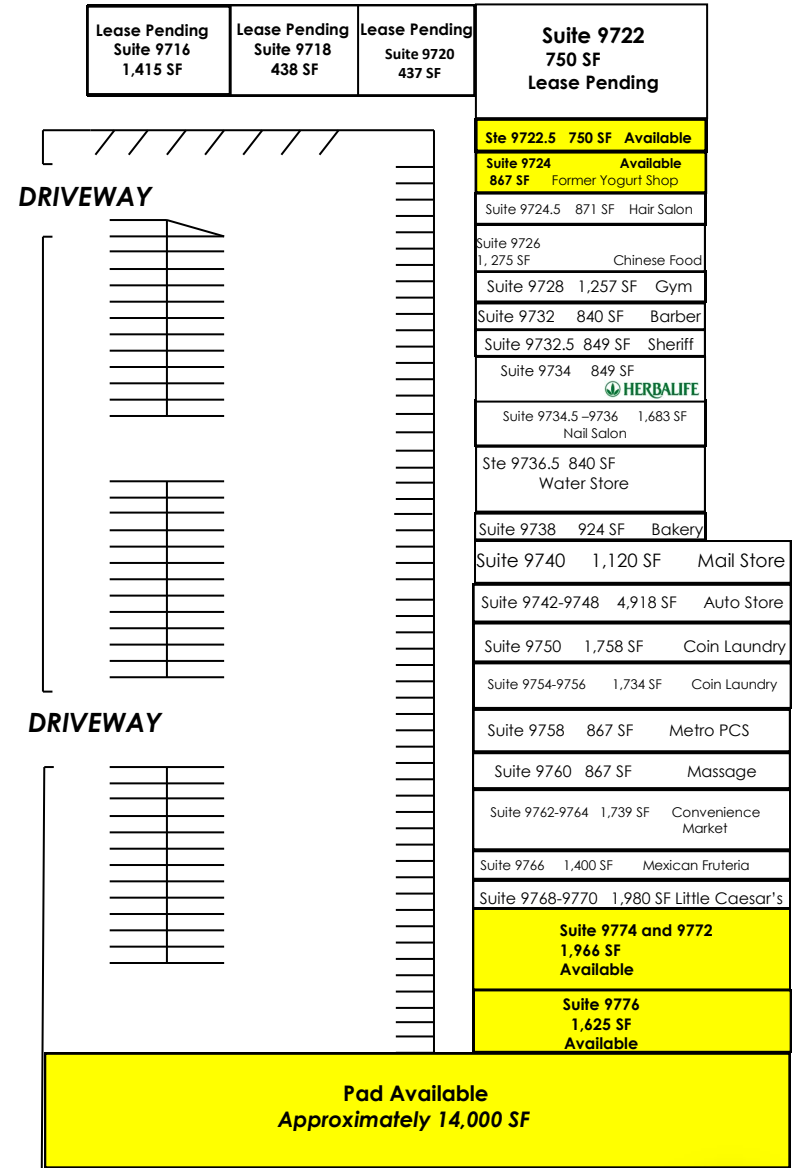 Lease Pending
Suite 9716
1,415 SF
Lease Pending
Suite 9718
438 SF
Lease Pending
Suite 9720
437 SF
Suite 9722
750 SF
Lease Pending
Ste 9722.5 750 SF Available
Suite 9724 Available
867 SF Former Yogurt Shop
DRIVEWAY
Suite 9724.5 871 SF Hair Salon
Suite 9726
1, 275 SF Chinese Food
Suite 9728 1,257 SF Gym
Suite 9732 840 SF Barber
Suite 9732.5 849 SF Sheriff
Suite 9734 849 SF
HERBALIFE
Suite 9734.5 –9736 1,683 SF
Nail Salon
Ste 9736.5 840 SF
Water Store
Suite 9738 924 SF Bakery
Suite 9740 1,120 SF Mail Store
Suite 9742-9748 4,918 SF Auto Store
Suite 9750 1,758 SF Coin Laundry
Suite 9754-9756 1,734 SF Coin Laundry
DRIVEWAY
Suite 9758 867 SF Metro PCS
Suite 9760 867 SF Massage
Suite 9762-9764 1,739 SF Convenience
Market
Suite 9766 1,400 SF Mexican Fruteria
Suite 9768-9770 1,980 SF Little Caesar’s
Suite 9774 and 9772
1,966 SF
Available
Suite 9776
1,625 SF
Available
Pad Available
Approximately 14,000 SF